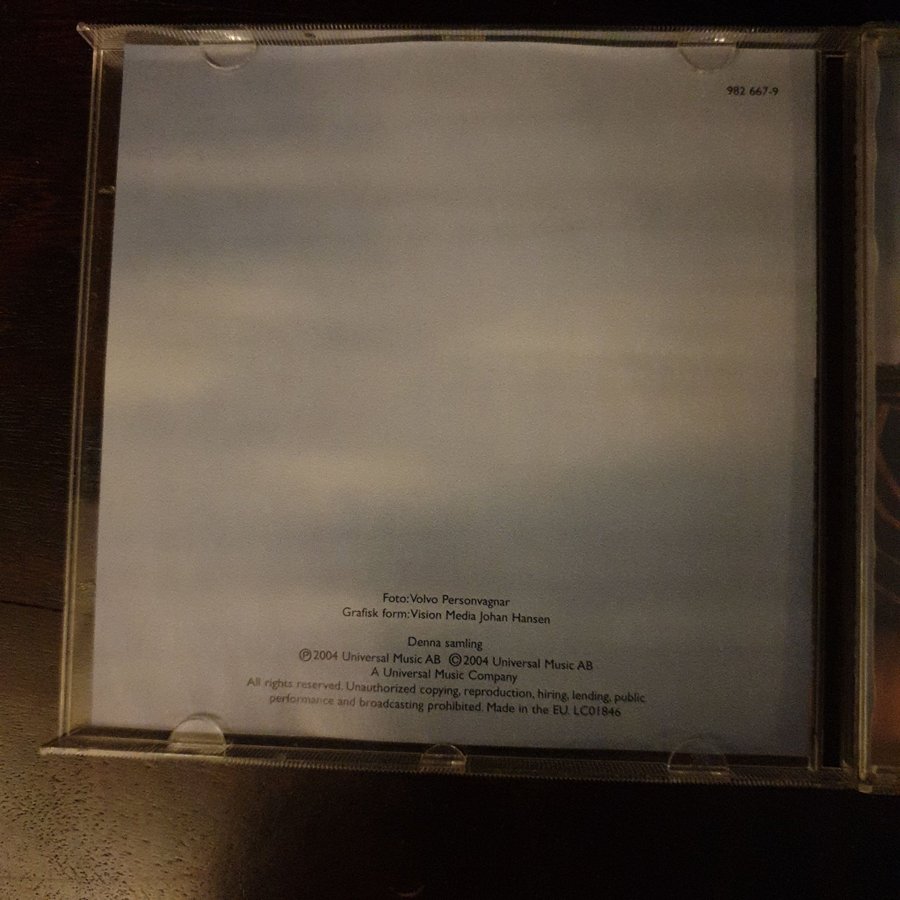 982 667-9
Foto: Volvo Personvagnar
Grafisk form: Vision Media Johan Hansen
Denna samling
℗ 2004 Universal Music AB © 2004 Universal Music AB
A Universal Music Company
All rights reserved. Unauthorized copying, reproduction, hiring, lending, public
performance and broadcasting prohibited. Made in the EU. LC01846